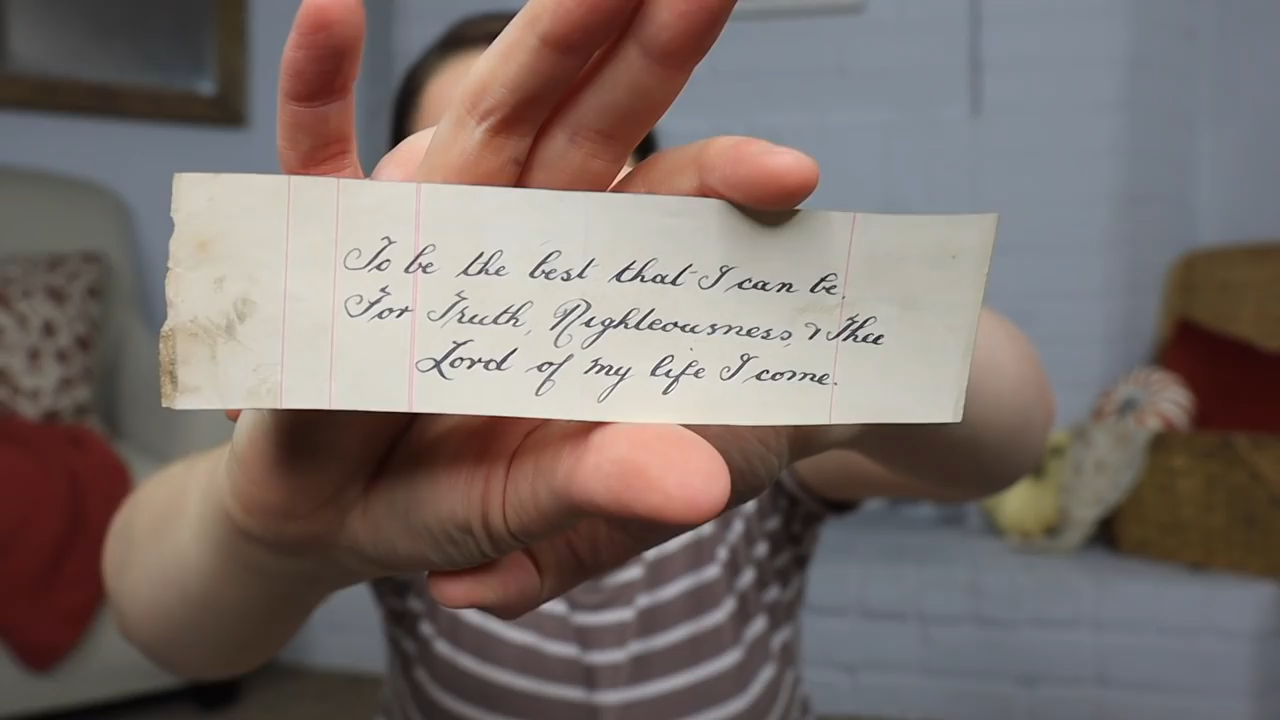 To be the best that I can be.
For Truth, Righteousness, & Thee
Lord of my life I come.